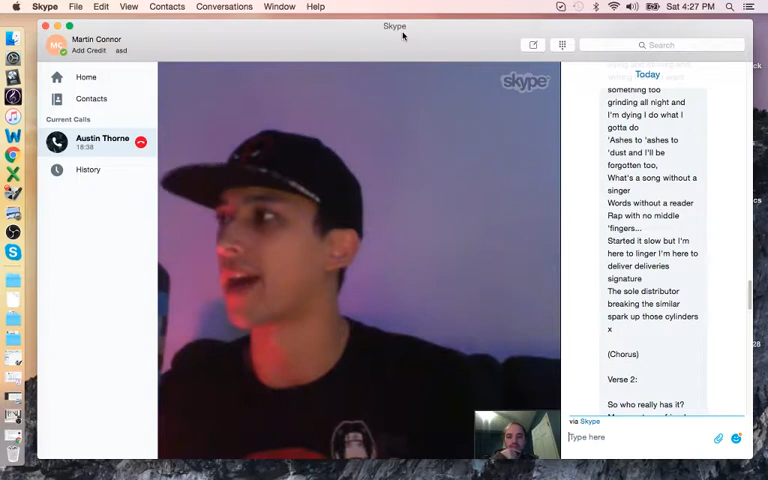 Skype File Edit View Contacts Conversations Window Help
Sat 4:27 PM
Skype
MC
Martin Connor
Add Credit asd
Search
Home
Contacts
Current Calls
Austin Thorne
18:38
History
skype
Today
something too
grinding all night and
I'm dying I do what I
gotta do
'Ashes to 'ashes to
'dust and I'll be
forgotten too,
What's a song without a
singer
Words without a reader
Rap with no middle
'fingers...
Started it slow but I'm
here to linger I'm here to
deliver deliveries
signature
The sole distributor
breaking the similar
spark up those cylinders
x
(Chorus)
Verse 2:
So who really has it?
via Skype
Type here